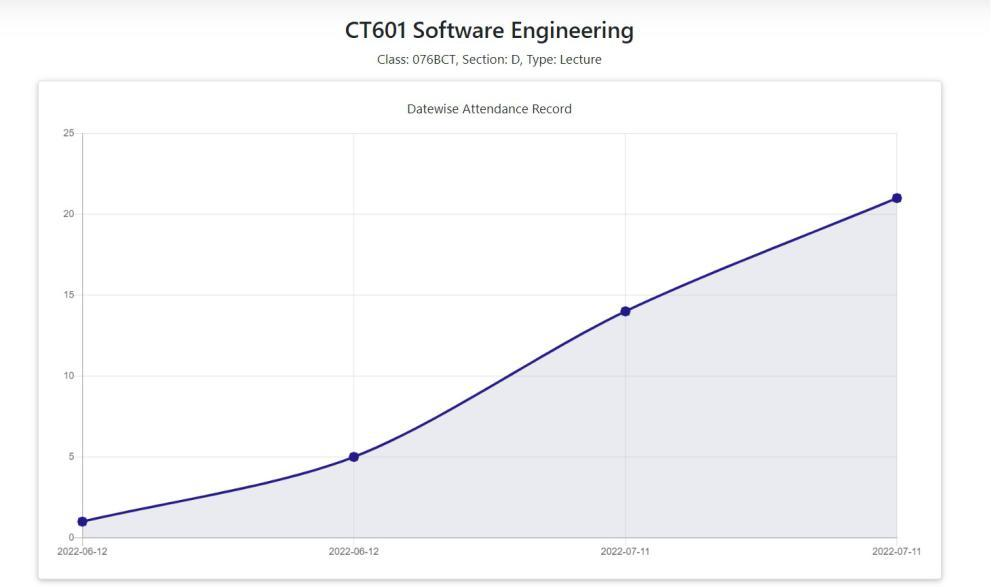 CT601 Software Engineering
Class: 076BCT, Section: D, Type: Lecture
Datewise Attendance Record
25
20
15
10
5
0
2022-06-12 2022-06-12 2022-07-11 2022-07-11